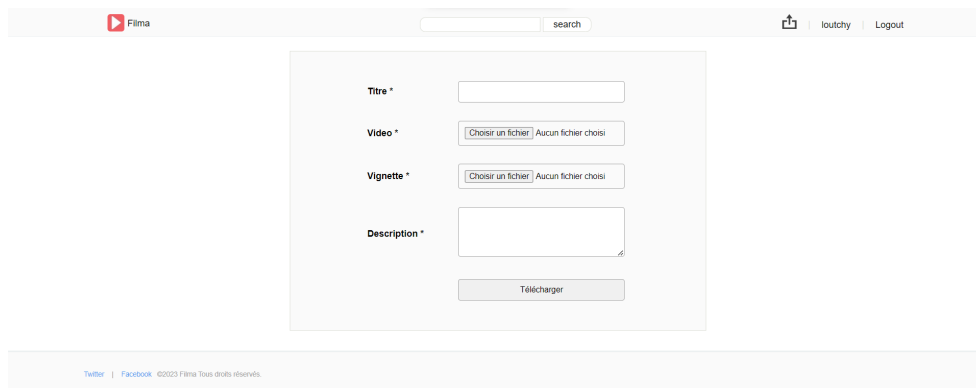 Filma search loutchy | Logout
Titre *
Video * Choisir un fichier Aucun fichier choisi
Vignette * Choisir un fichier Aucun fichier choisi
Description *
Télécharger
Twitter | Facebook ©2023 Filma Tous droits réservés.